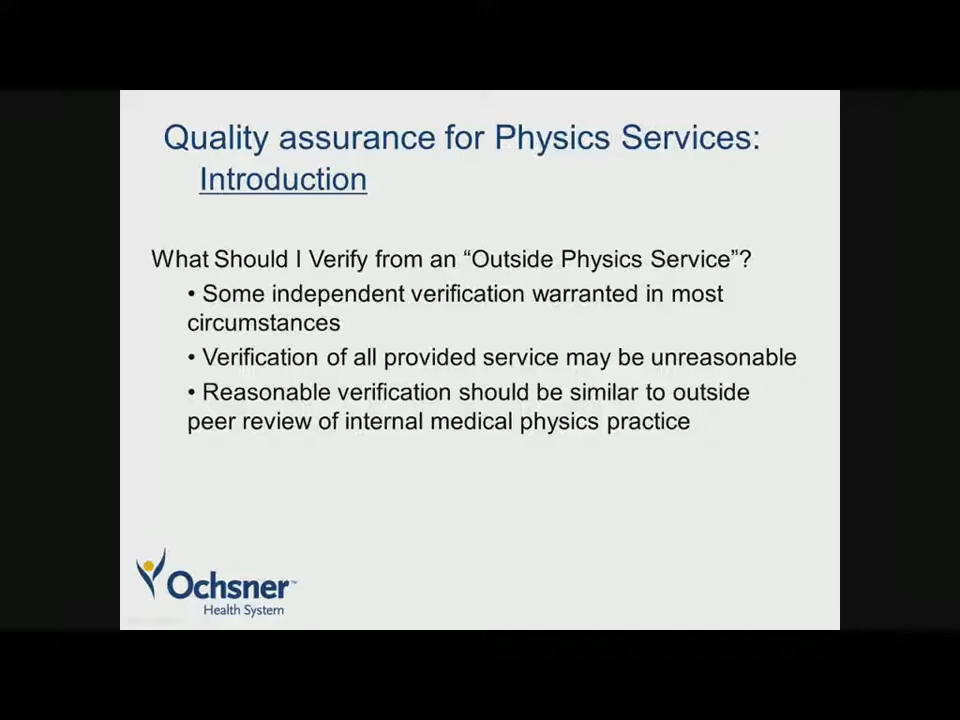 Quality assurance for Physics Services:
Introduction
What Should I Verify from an “Outside Physics Service”?
• Some independent verification warranted in most
circumstances
• Verification of all provided service may be unreasonable
• Reasonable verification should be similar to outside
peer review of internal medical physics practice
Ochsner™
Health System